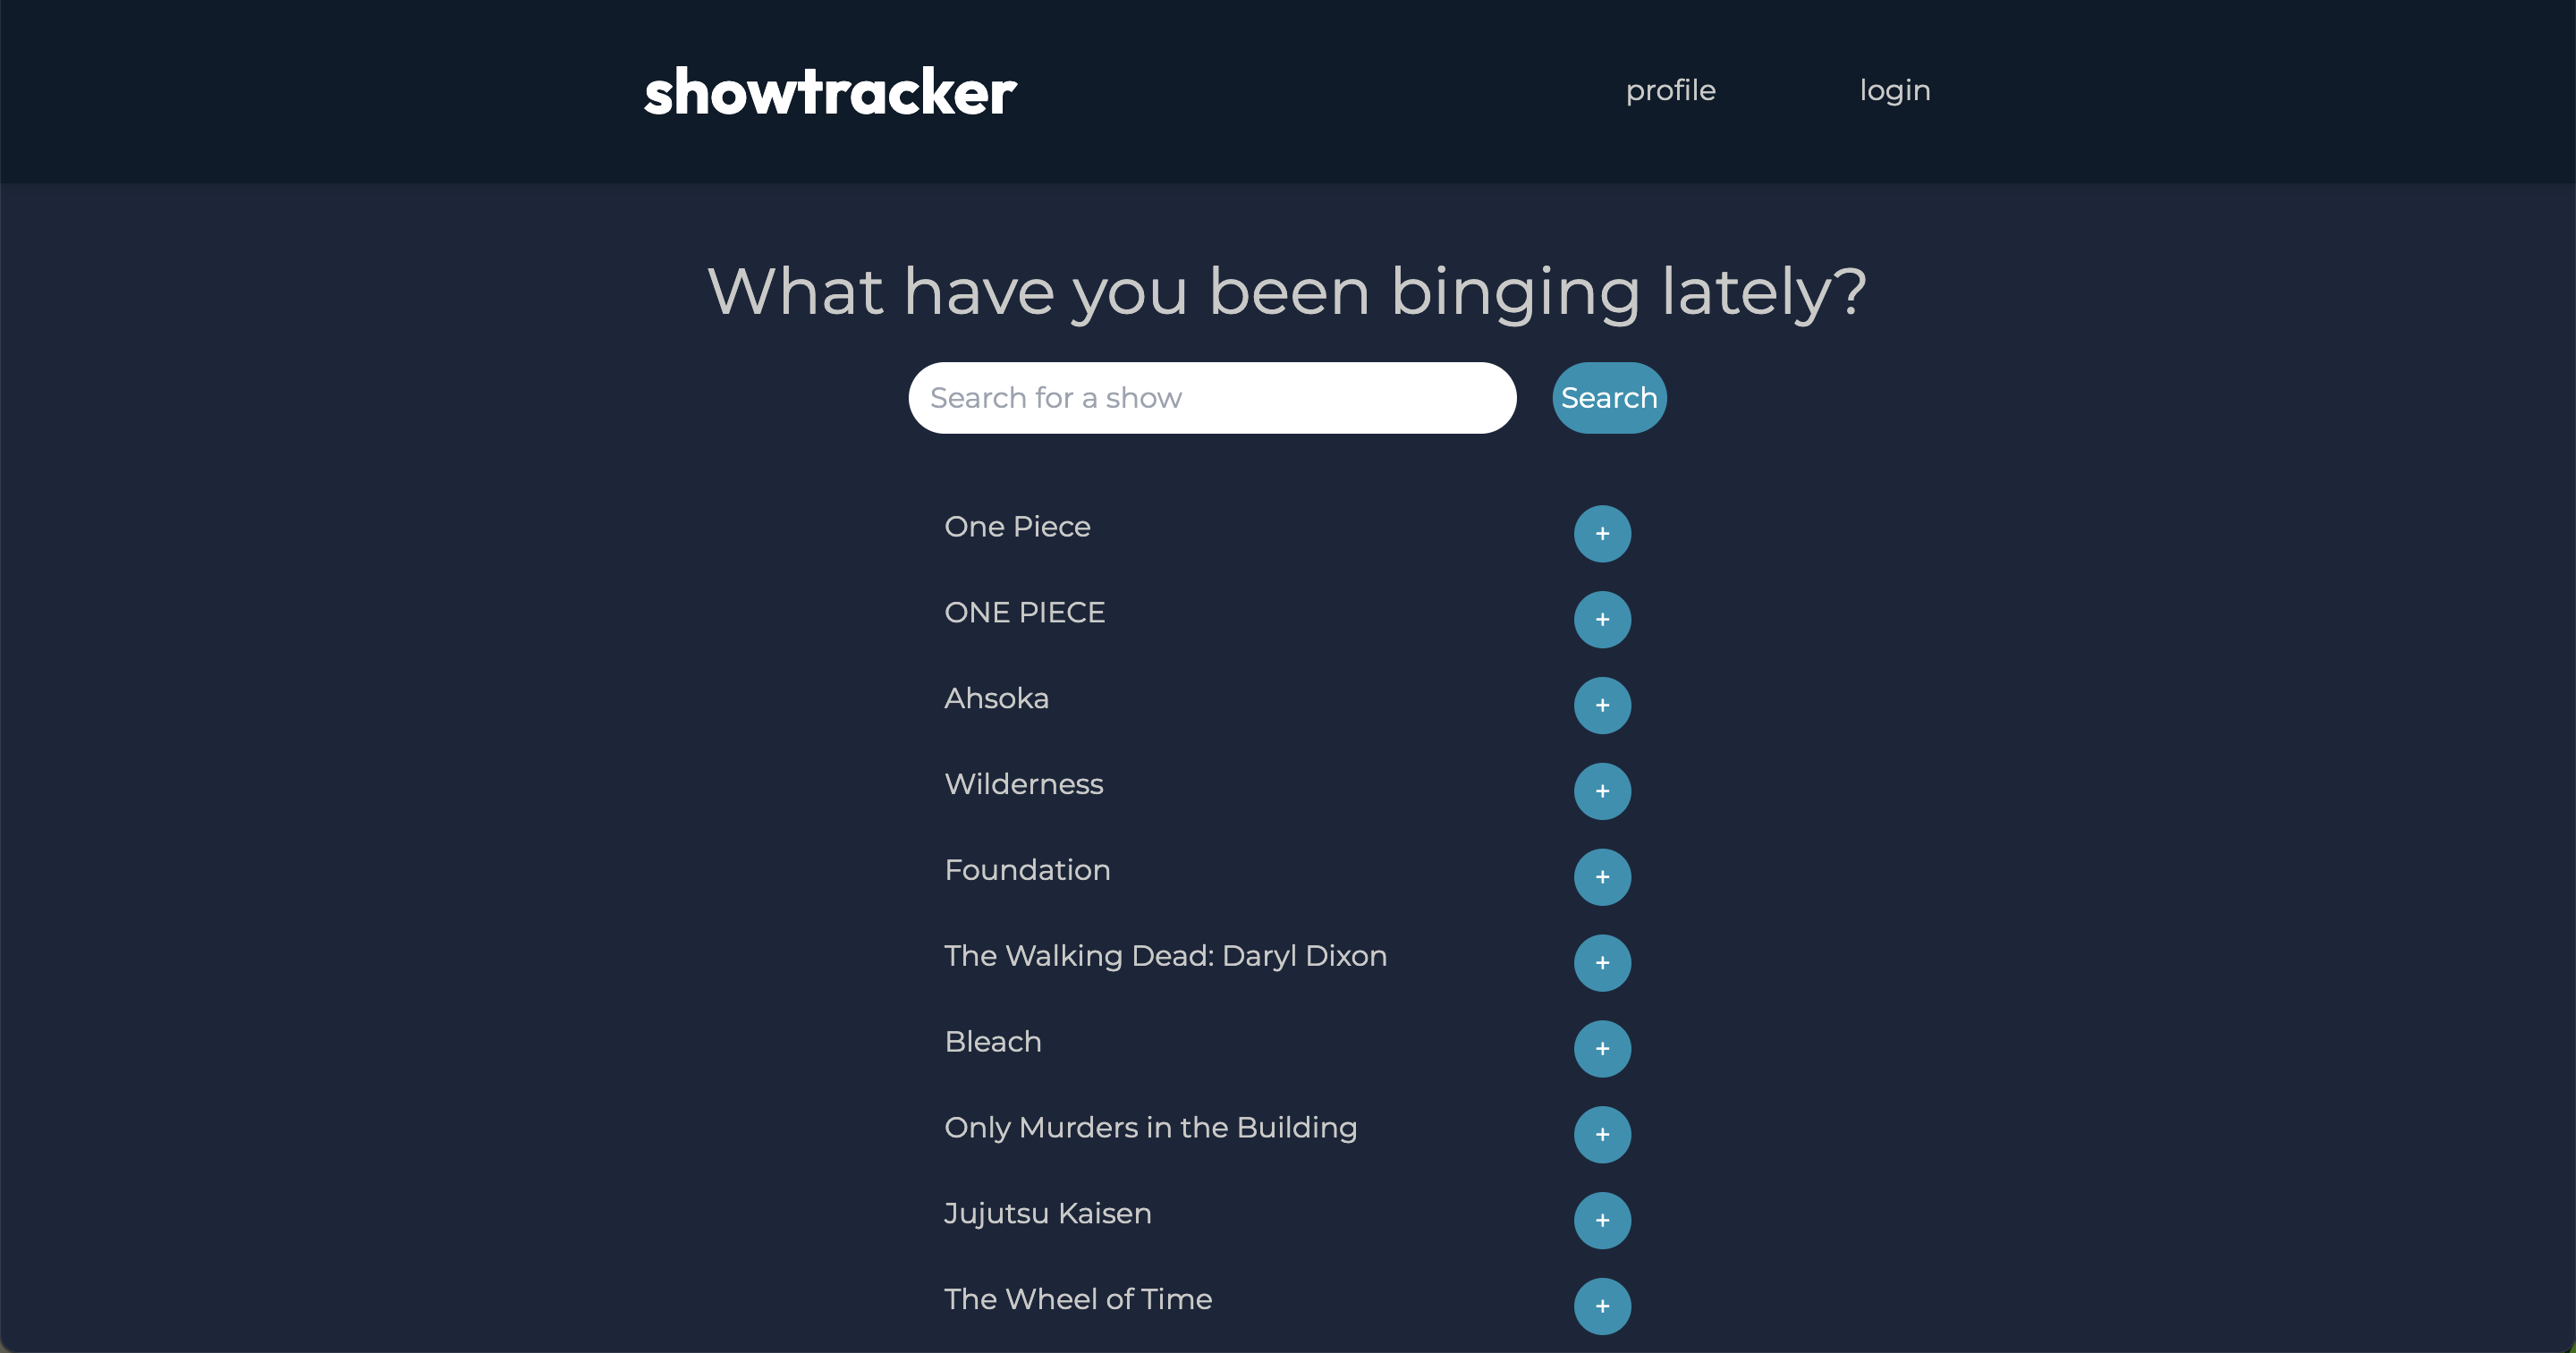 showtracker profile login
What have you been binging lately?
Search for a show Search
One Piece +
ONE PIECE +
Ahsoka +
Wilderness +
Foundation +
The Walking Dead: Daryl Dixon +
Bleach +
Only Murders in the Building +
Jujutsu Kaisen +
The Wheel of Time +